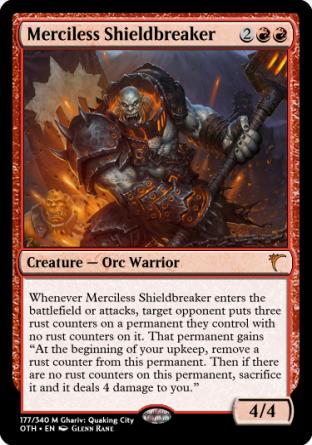 Merciless Shieldbreaker 2
Creature — Orc Warrior
Whenever Merciless Shieldbreaker enters the
battlefield or attacks, target opponent puts three
rust counters on a permanent they control with
no rust counters on it. That permanent gains
“At the beginning of your upkeep, remove a
rust counter from this permanent. Then if there
are no rust counters on this permanent, sacrifice
it and it deals 4 damage to you.”
4/4
177/340 M Ghariv: Quaking City
OTH • EN Glenn Rane